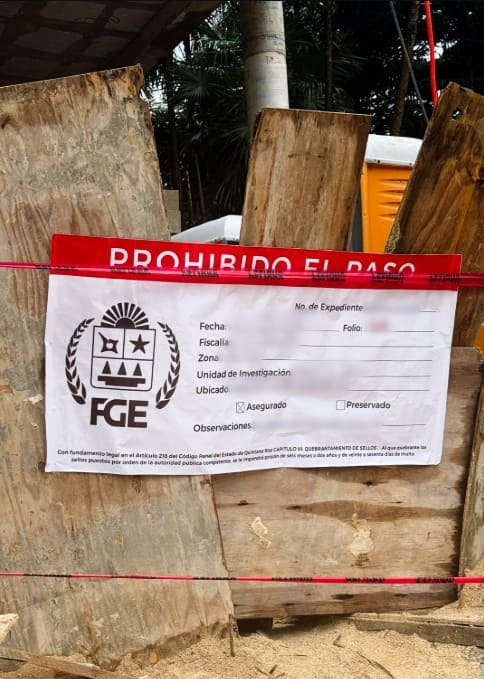 PROHIBIDO EL PASO
No. de Expediente:
Fecha:
Folio:
Fiscalía:
Zona:
Unidad de Investigación:
Ubicado:
Asegurado
Preservado
FGE
Observaciones:
Con fundamento legal en el Artículo 218 del Código Penal del Estado de Quintana Roo CAPITULO III. QUEBRANTAMIENTO DE SELLOS .- Al que quebrante los
sellos puestos por orden de la autoridad pública competente, se le impondrá prisión de seis meses a dos años y de veinte a sesenta días de multa.